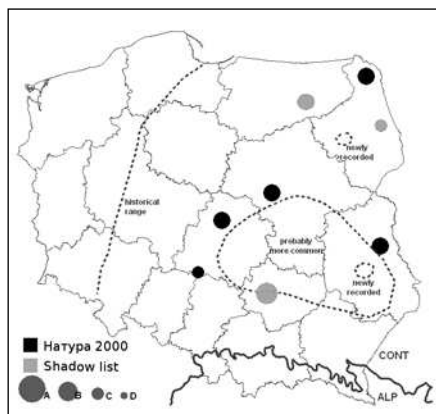 newly
recorded
historical
range
probably
more common
newly
recorded
Натура 2000
Shadow list
A B C D
CONT
ALP